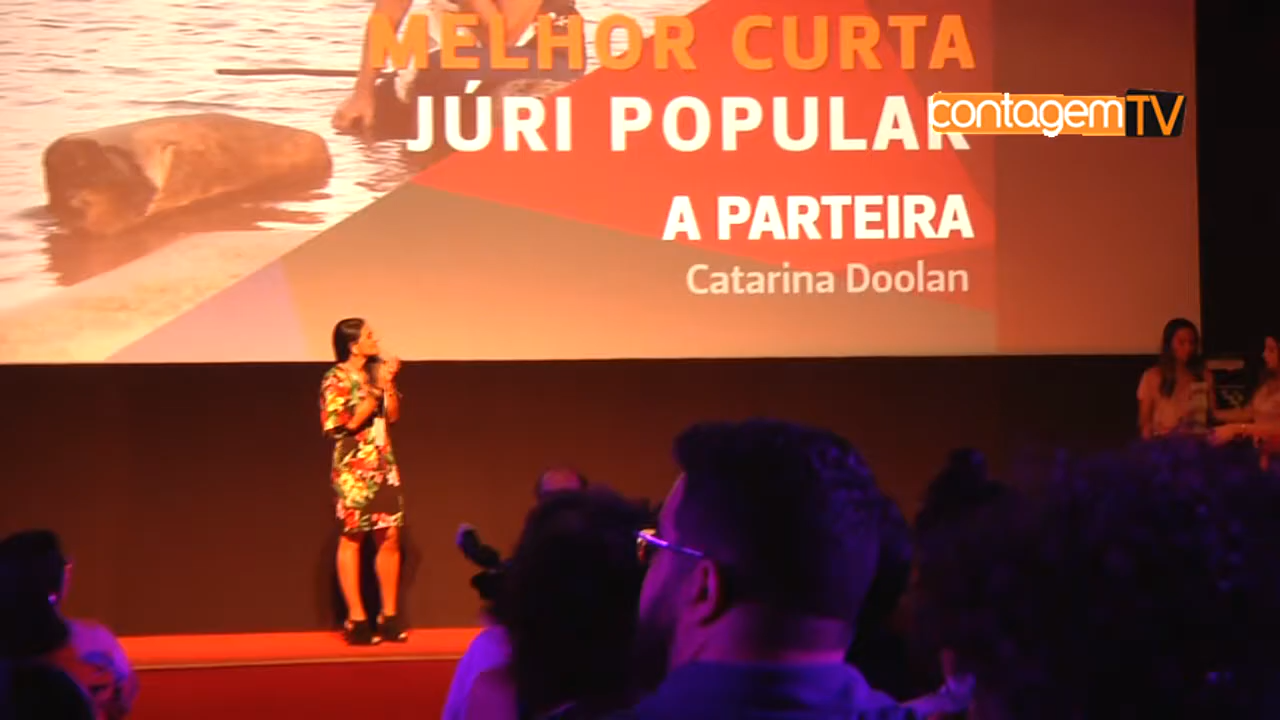 MELHOR CURTA
JÚRI POPULAR
contagemTV
A PARTEIRA
Catarina Doolan